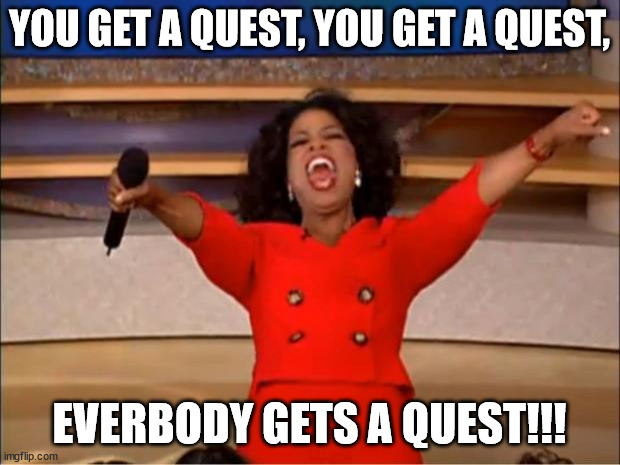 YOU GET A QUEST, YOU GET A QUEST,
EVERBODY GETS A QUEST!!!
imgflip.com